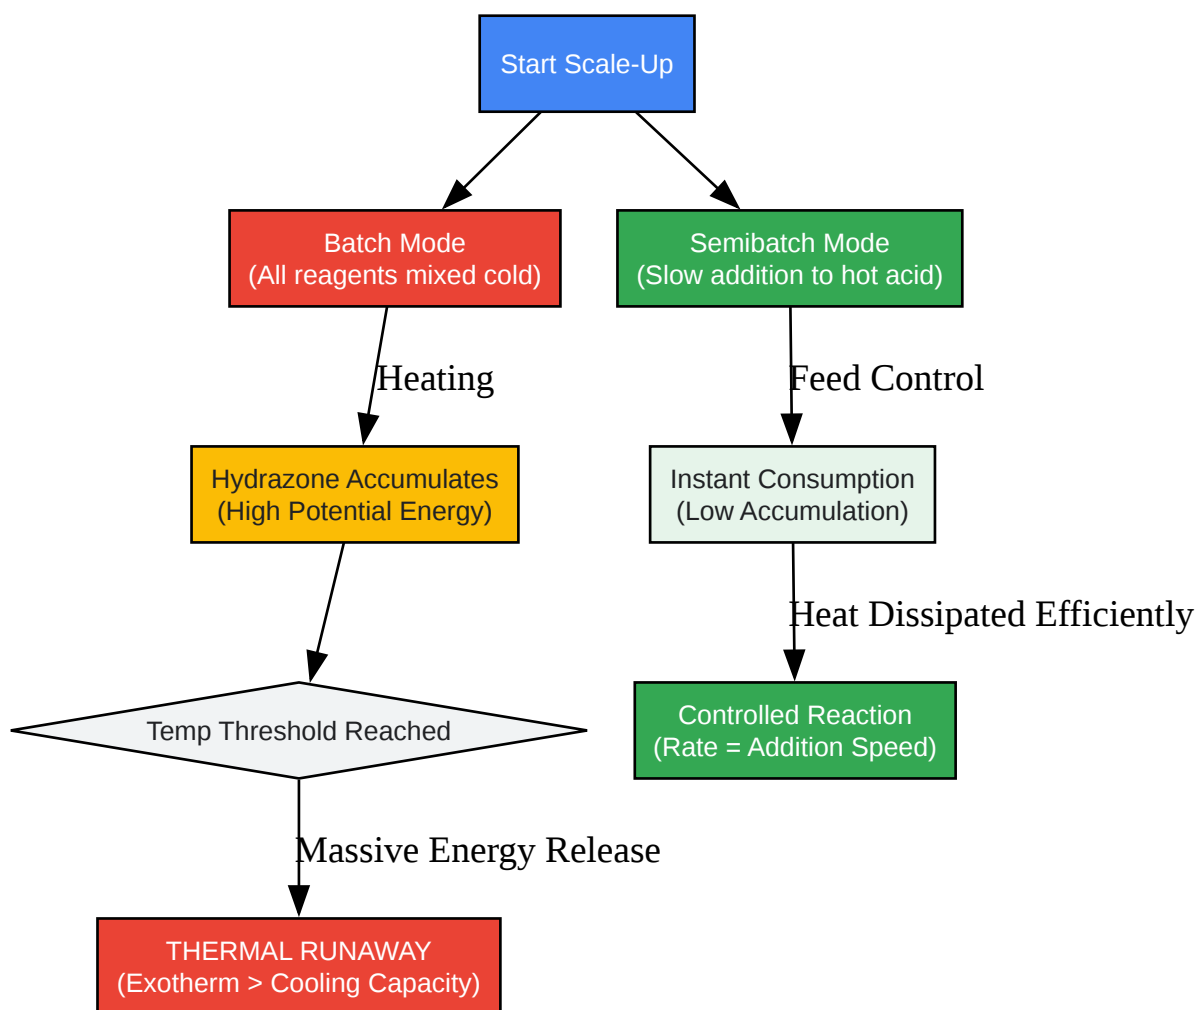 Start Scale-Up
Batch Mode
(All reagents mixed cold)
Semibatch Mode
(Slow addition to hot acid)
Heating
Feed Control
Hydrazone Accumulates
(High Potential Energy)
Instant Consumption
(Low Accumulation)
Heat Dissipated Efficiently
Temp Threshold Reached
Controlled Reaction
(Rate = Addition Speed)
Massive Energy Release
THERMAL RUNAWAY
(Exotherm > Cooling Capacity)